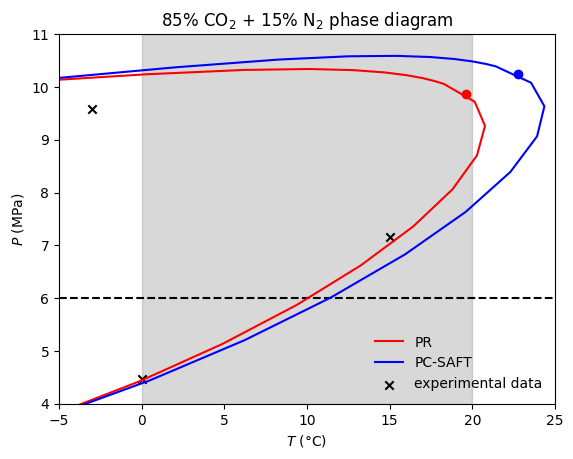 85% CO₂ + 15% N₂ phase diagram
11
10
9
8
7
6
5
4
P (MPa)
PR
PC-SAFT
experimental data
−5
0
5
10
15
20
25
T (°C)